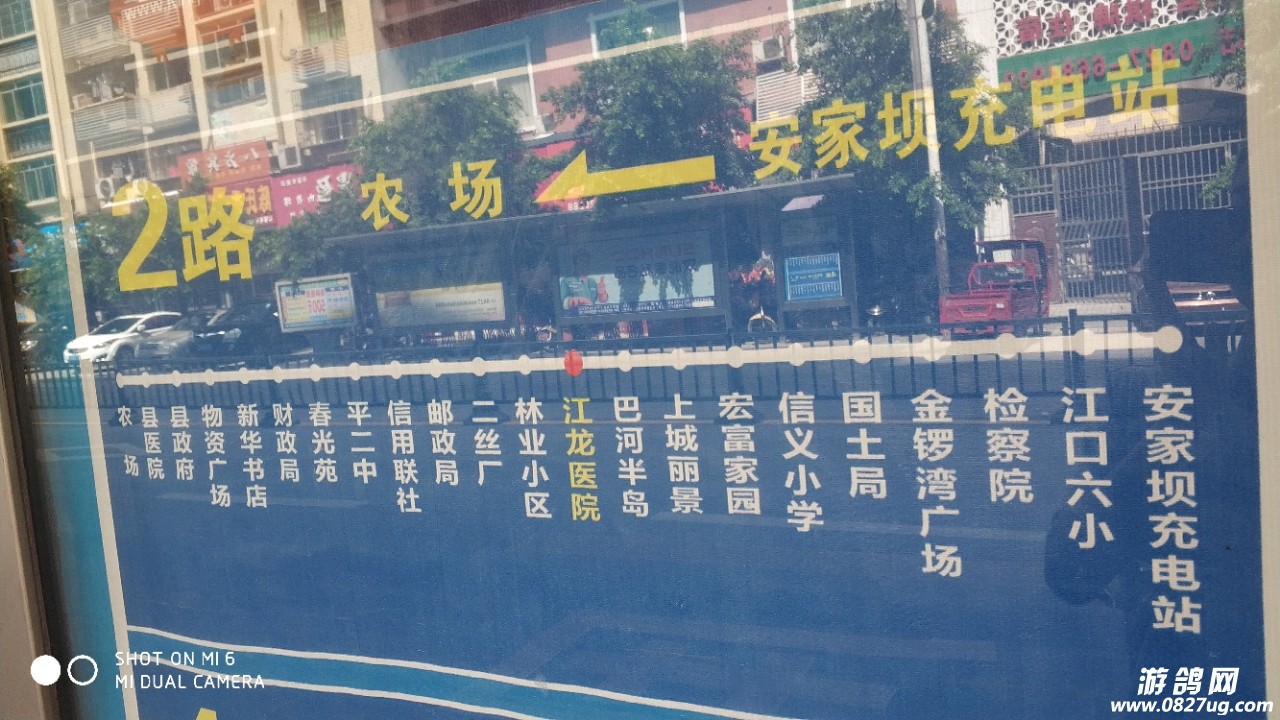 2路
农场
安家坝充电站
农场
县医院
县政府
物资广场
新华书店
财政局
春光苑
平二中
信用联社
邮政局
二丝厂
林业小区
江龙医院
巴河半岛
上城丽景
宏富家园
信义小学
国土局
金锣湾广场
检察院
江口六小
安家坝充电站
SHOT ON MI 6
MI DUAL CAMERA
游鸽网
www.0827ug.com